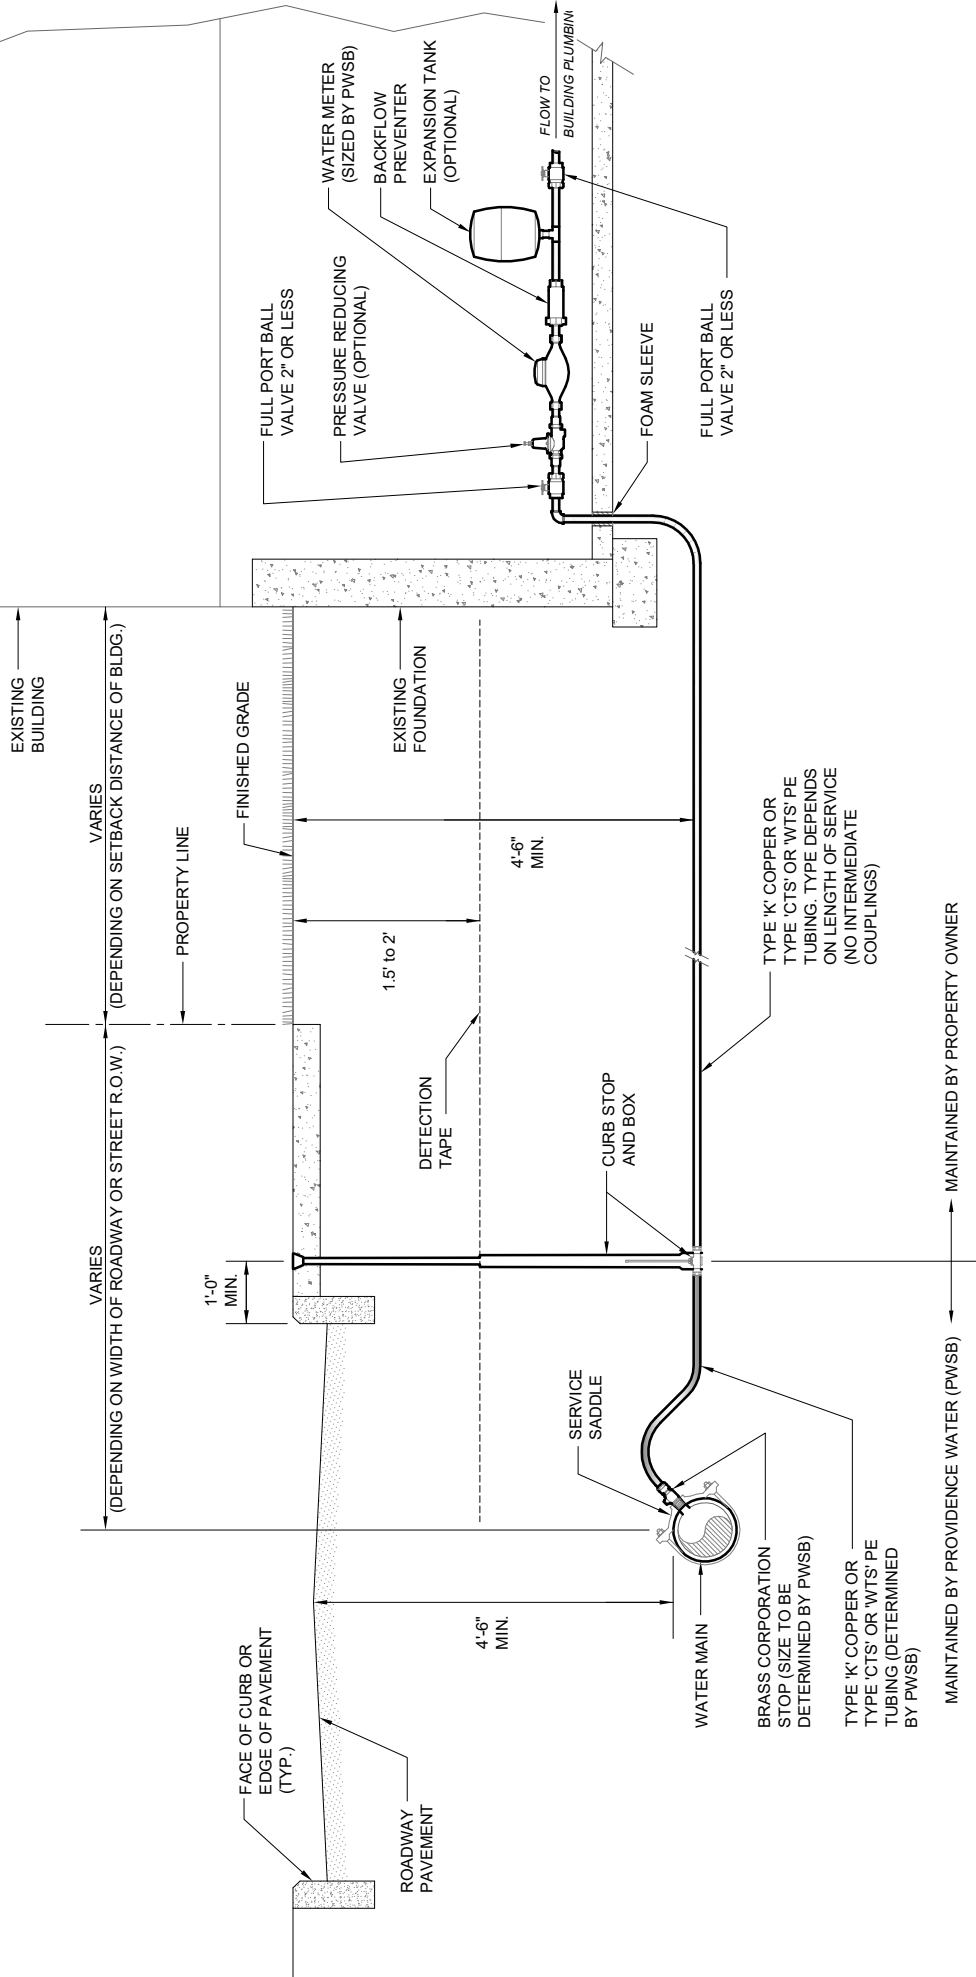 EXISTING
BUILDING
VARIES
(DEPENDING ON SETBACK DISTANCE OF BLDG.)
VARIES
(DEPENDING ON WIDTH OF ROADWAY OR STREET R.O.W.)
PROPERTY LINE
FINISHED GRADE
1'-0"
MIN.
FACE OF CURB OR
EDGE OF PAVEMENT
(TYP.)
ROADWAY
PAVEMENT
FULL PORT BALL
VALVE 2" OR LESS
PRESSURE REDUCING
VALVE (OPTIONAL)
WATER METER
(SIZED BY PWSB)
BACKFLOW
PREVENTER
EXPANSION TANK
(OPTIONAL)
FLOW TO
BUILDING PLUMBIN
EXISTING
FOUNDATION
1.5' to 2'
4'-6"
MIN.
DETECTION
TAPE
CURB STOP
AND BOX
SERVICE
SADDLE
4'-6"
MIN.
FOAM SLEEVE
FULL PORT BALL
VALVE 2" OR LESS
WATER MAIN
BRASS CORPORATION
STOP (SIZE TO BE
DETERMINED BY PWSB)
TYPE 'K' COPPER OR
TYPE 'CTS' OR 'WTS' PE
TUBING (DETERMINED
BY PWSB)
TYPE 'K' COPPER OR
TYPE 'CTS' OR 'WTS' PE
TUBING. TYPE DEPENDS
ON LENGTH OF SERVICE
(NO INTERMEDIATE
COUPLINGS)
MAINTAINED BY PROVIDENCE WATER (PWSB)
MAINTAINED BY PROPERTY OWNER